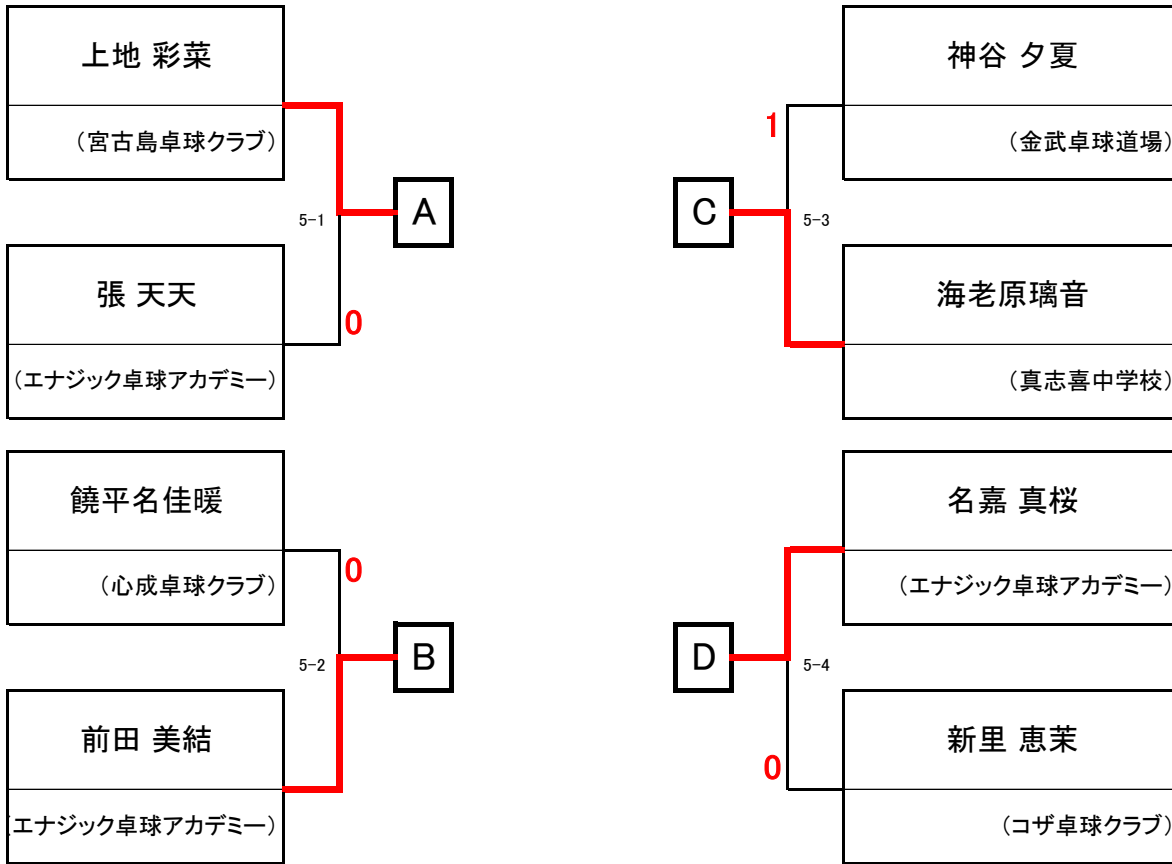 上地 彩菜
(宮古島卓球クラブ)
5-1
A
張 天天
0
(エナジック卓球アカデミー)
饒平名佳暖
0
(心成卓球クラブ)
5-2
B
前田 美結
(エナジック卓球アカデミー)
神谷 夕夏
1
(金武卓球道場)
C
5-3
海老原璃音
(真志喜中学校)
名嘉 真桜
(エナジック卓球アカデミー)
D
5-4
新里 恵茉
0
(コザ卓球クラブ)